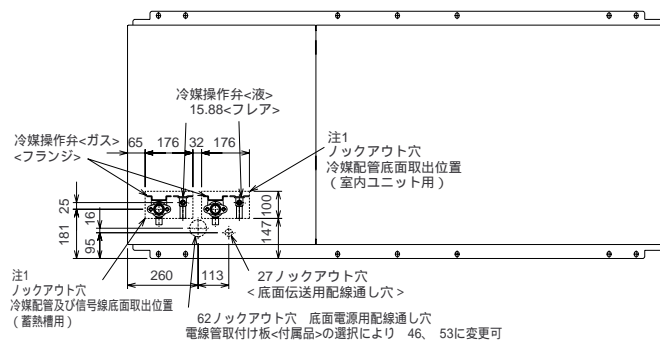 冷媒操作弁<液>
15.88<フレア>
冷媒操作弁<ガス>
<フランジ>
65
176
32
176
注1
ノックアウト穴
冷媒配管底面取出位置
(室内ユニット用)
25
16
181
95
100
147
260
113
注1
ノックアウト穴
冷媒配管及び信号線底面取出位置
(蓄熱槽用)
27ノックアウト穴
<底面伝送用配線通し穴>
62ノックアウト穴 底面電源用配線通し穴
電線管取付け板<付属品>の選択により 46、 53に変更可